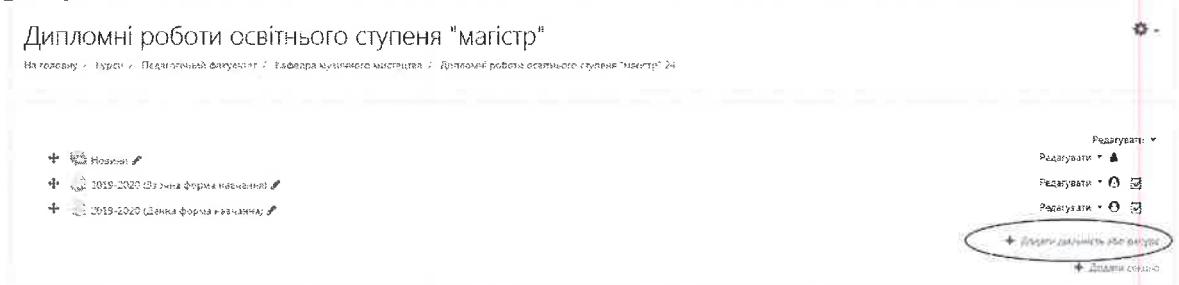 Дипломні роботи освітнього ступеня "магістр"
На головну / Курси / Педагогічний факультет / Кафедра музичного мистецтва / Дипломні роботи освітнього ступеня "магістр" 24
Редагувати
Новини
Редагувати
2019-2020 (Заочна форма навчання)
Редагувати
2019-2020 (Денна форма навчання)
Редагувати
Додати діяльність або ресурс
Додати секцію